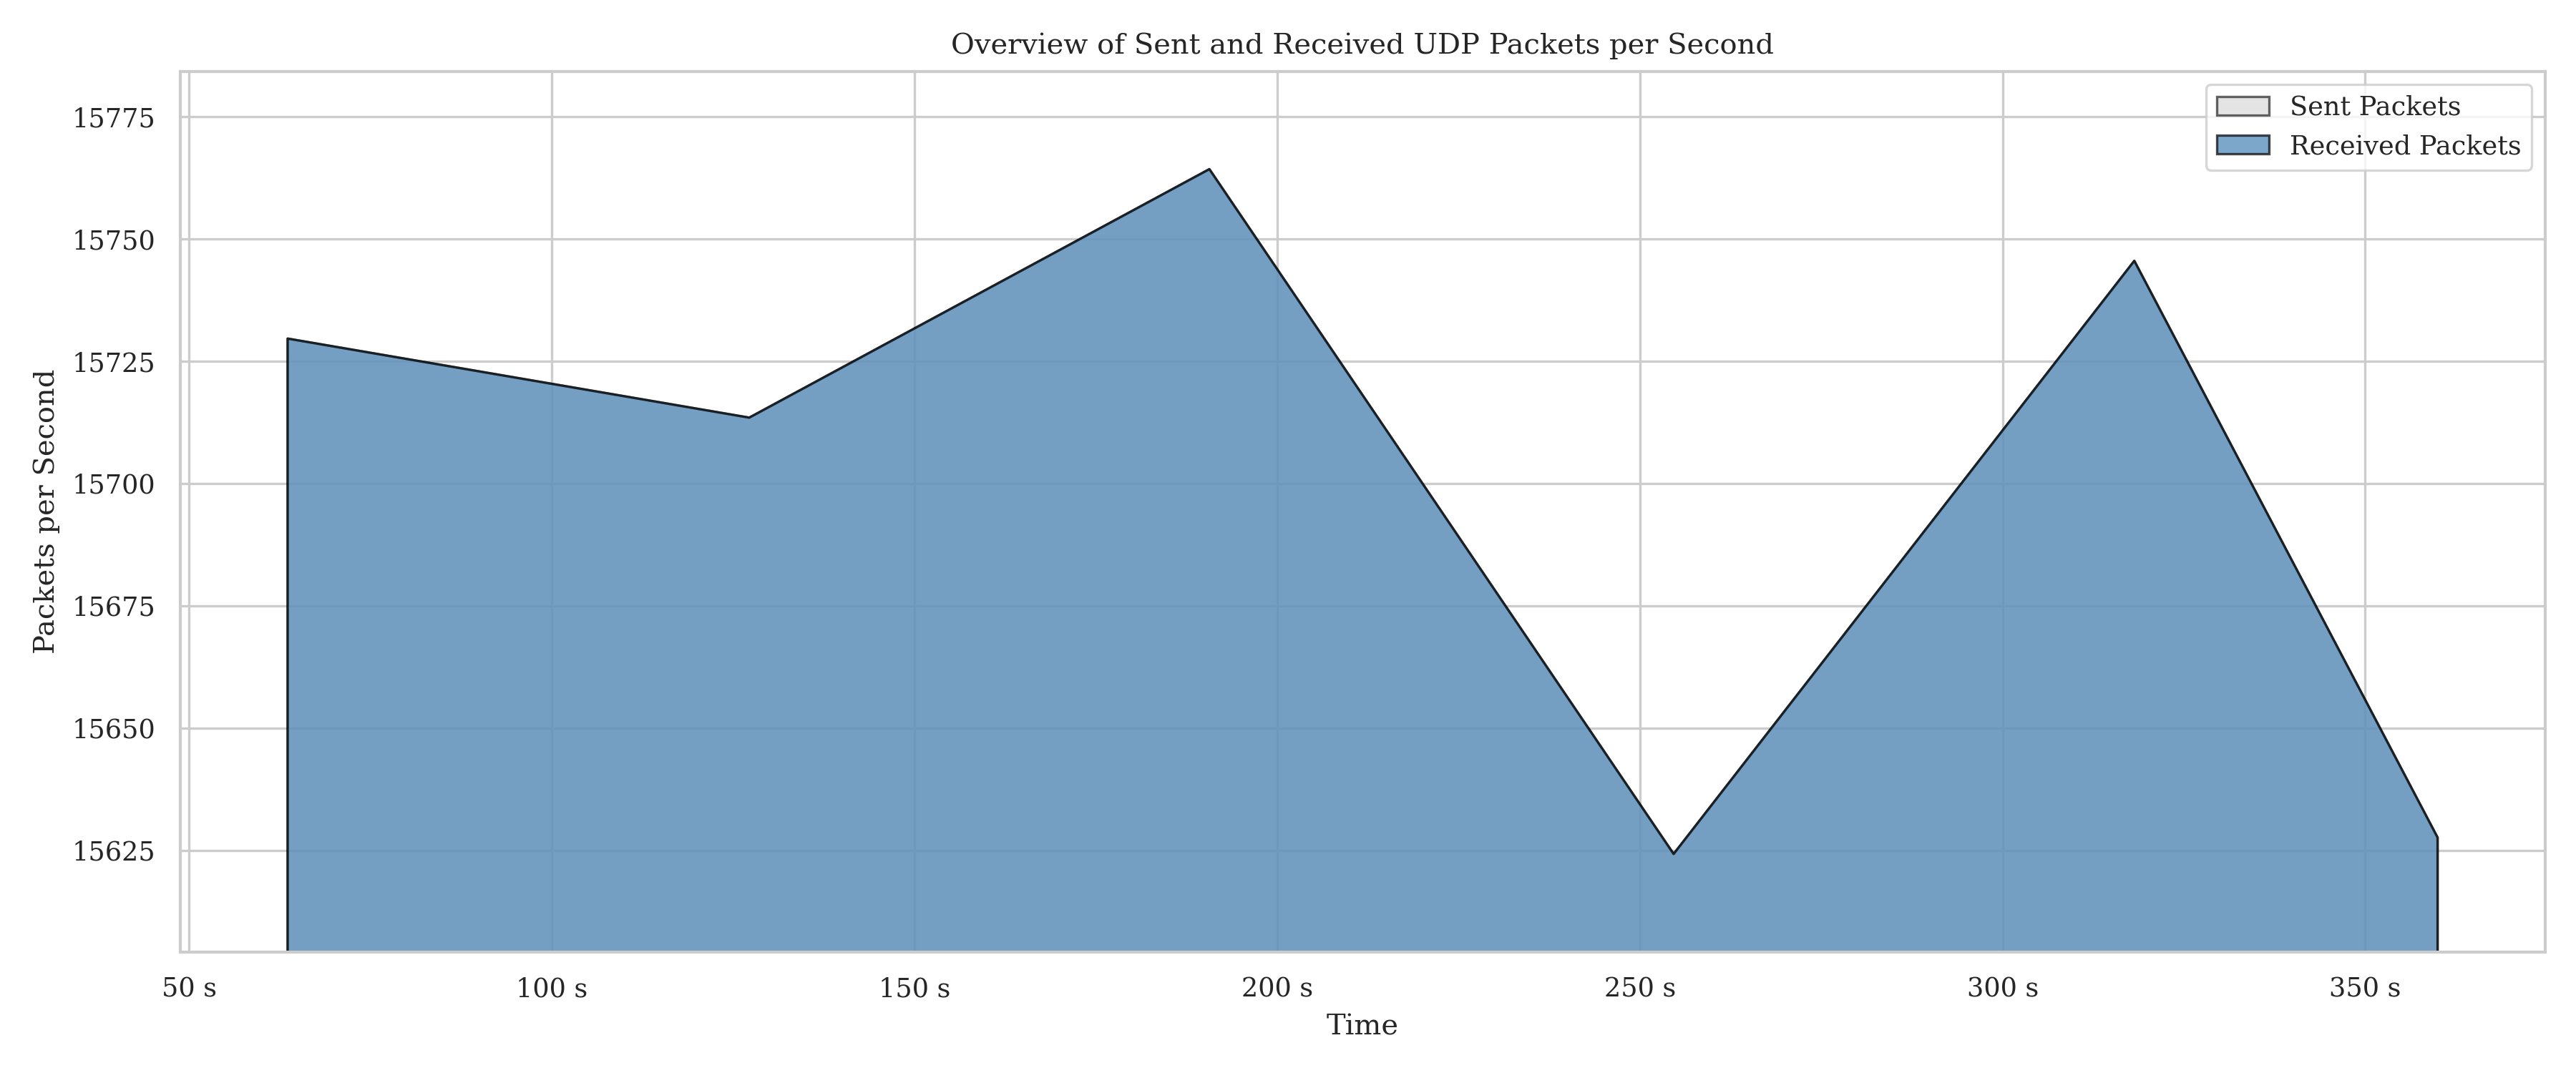 Overview of Sent and Received UDP Packets per Second
Sent Packets
Received Packets
Packets per Second
15775
15750
15725
15700
15675
15650
15625
50 s
100 s
150 s
200 s
250 s
300 s
350 s
Time